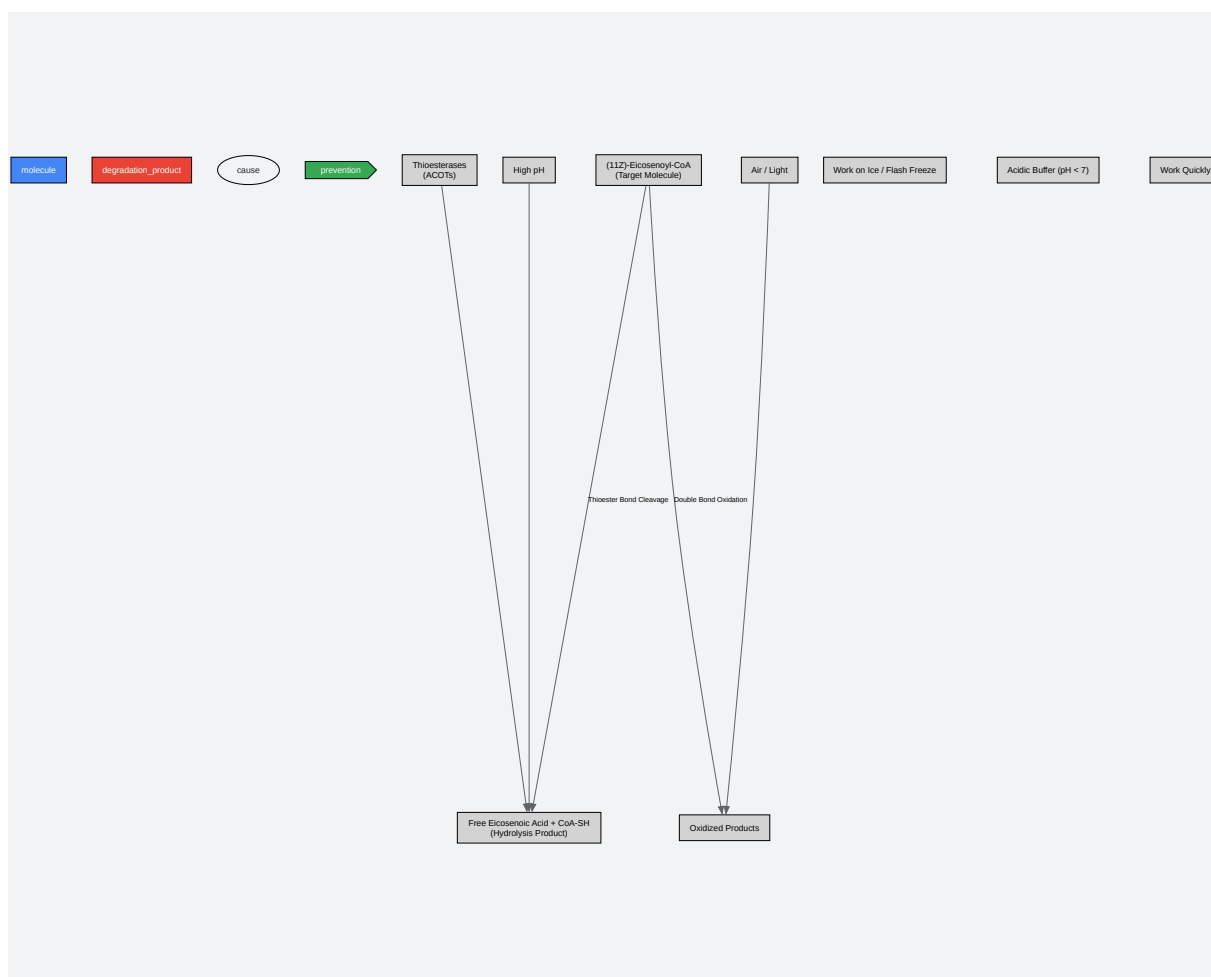 molecule
degradation_product
cause
prevention
Thioesterases
(ACOTs)
High pH
(11Z)-Eicosenoyl-CoA
(Target Molecule)
Air / Light
Work on Ice / Flash Freeze
Acidic Buffer (pH < 7)
Work Quickly
Thioester Bond Cleavage
Double Bond Oxidation
Free Eicosenoic Acid + CoA-SH
(Hydrolysis Product)
Oxidized Products